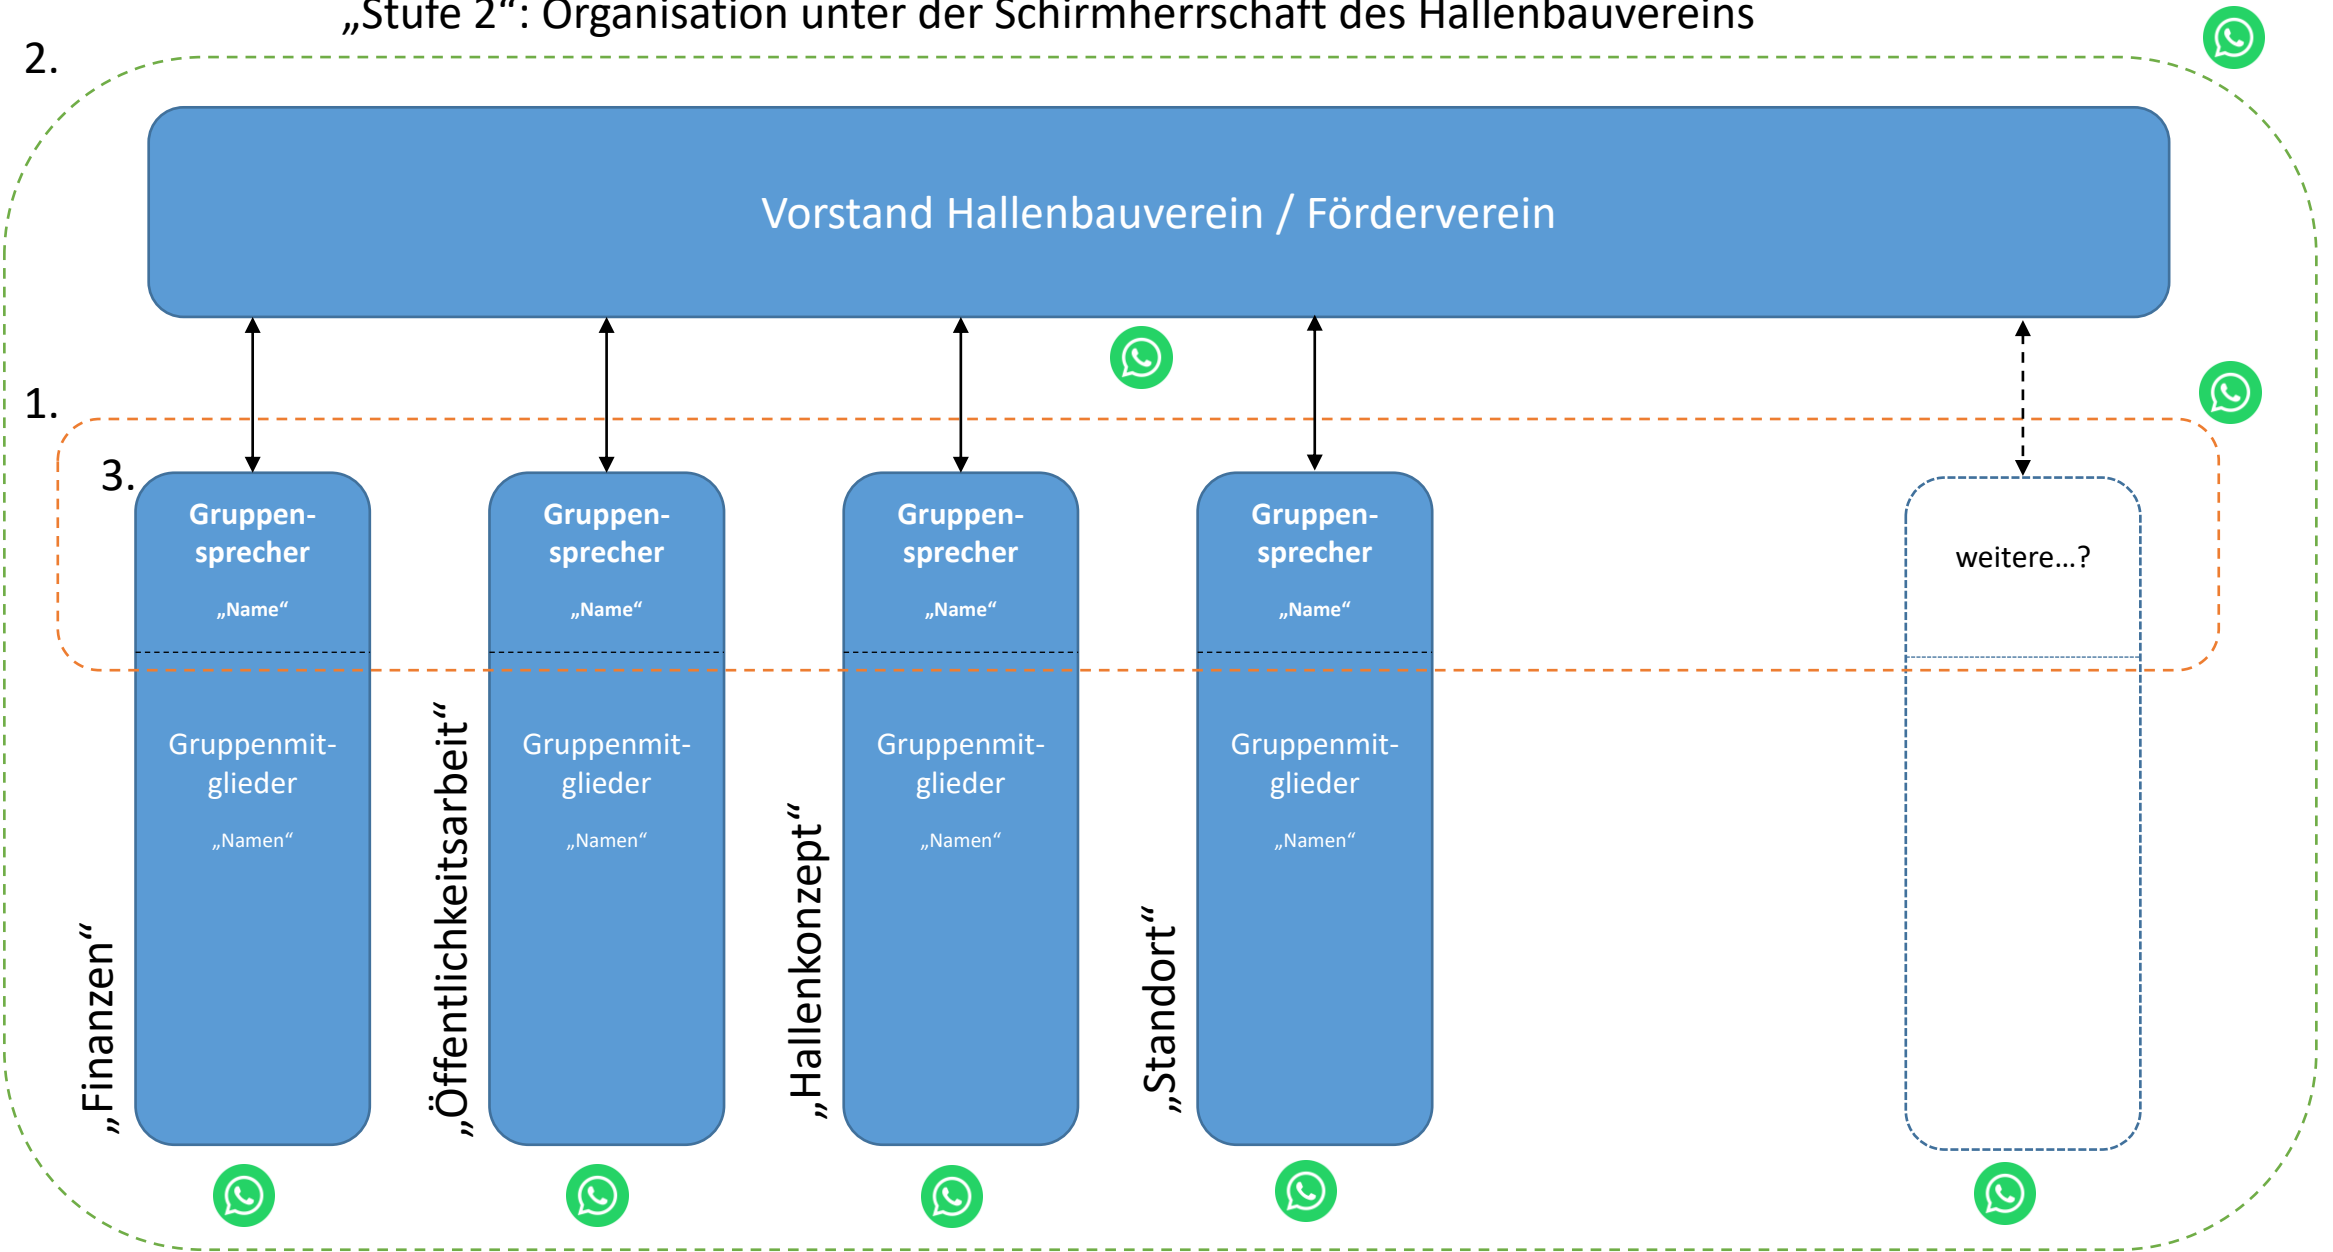 „Stufe 2“: Organisation unter der Schirmherrschaft des Hallenbauvereins
2.
Vorstand Hallenbauverein / Förderverein
1.
3.
Gruppen-
sprecher
„Name“
Gruppenmit-
glieder
„Namen“
„Finanzen“
Gruppen-
sprecher
„Name“
Gruppenmit-
glieder
„Namen“
„Öffentlichkeitsarbeit“
Gruppen-
sprecher
„Name“
Gruppenmit-
glieder
„Namen“
„Hallenkonzept“
Gruppen-
sprecher
„Name“
Gruppenmit-
glieder
„Namen“
„Standort“
weitere...?